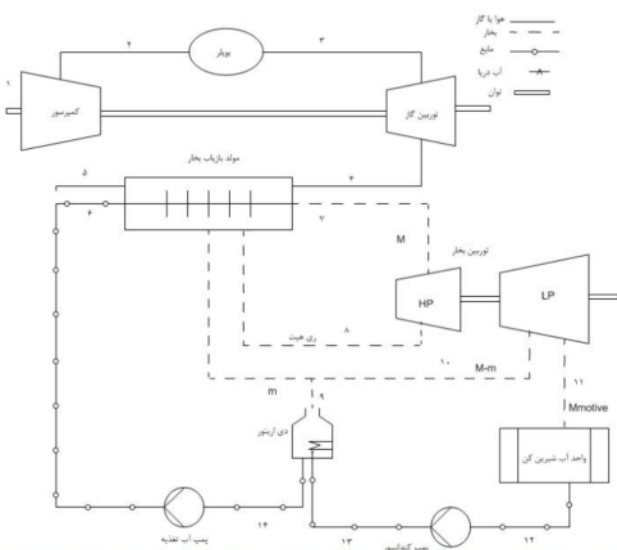 هوا یا گاز
بخار
مایع
آب دریا
توان
۱
۲
بویلر
۳
کمپرسور
توربین گاز
مولد بازیاب بخار
۵
۴
۶
۷
M
توربین بخار
HP
LP
ری هیت
۸
۱۰
M-m
۱۱
m
۹
Mmotive
دی اریتور
واحد آب شیرین کن
۱۴
پمپ آب تغذیه
۱۳
پمپ کندانسور
۱۲